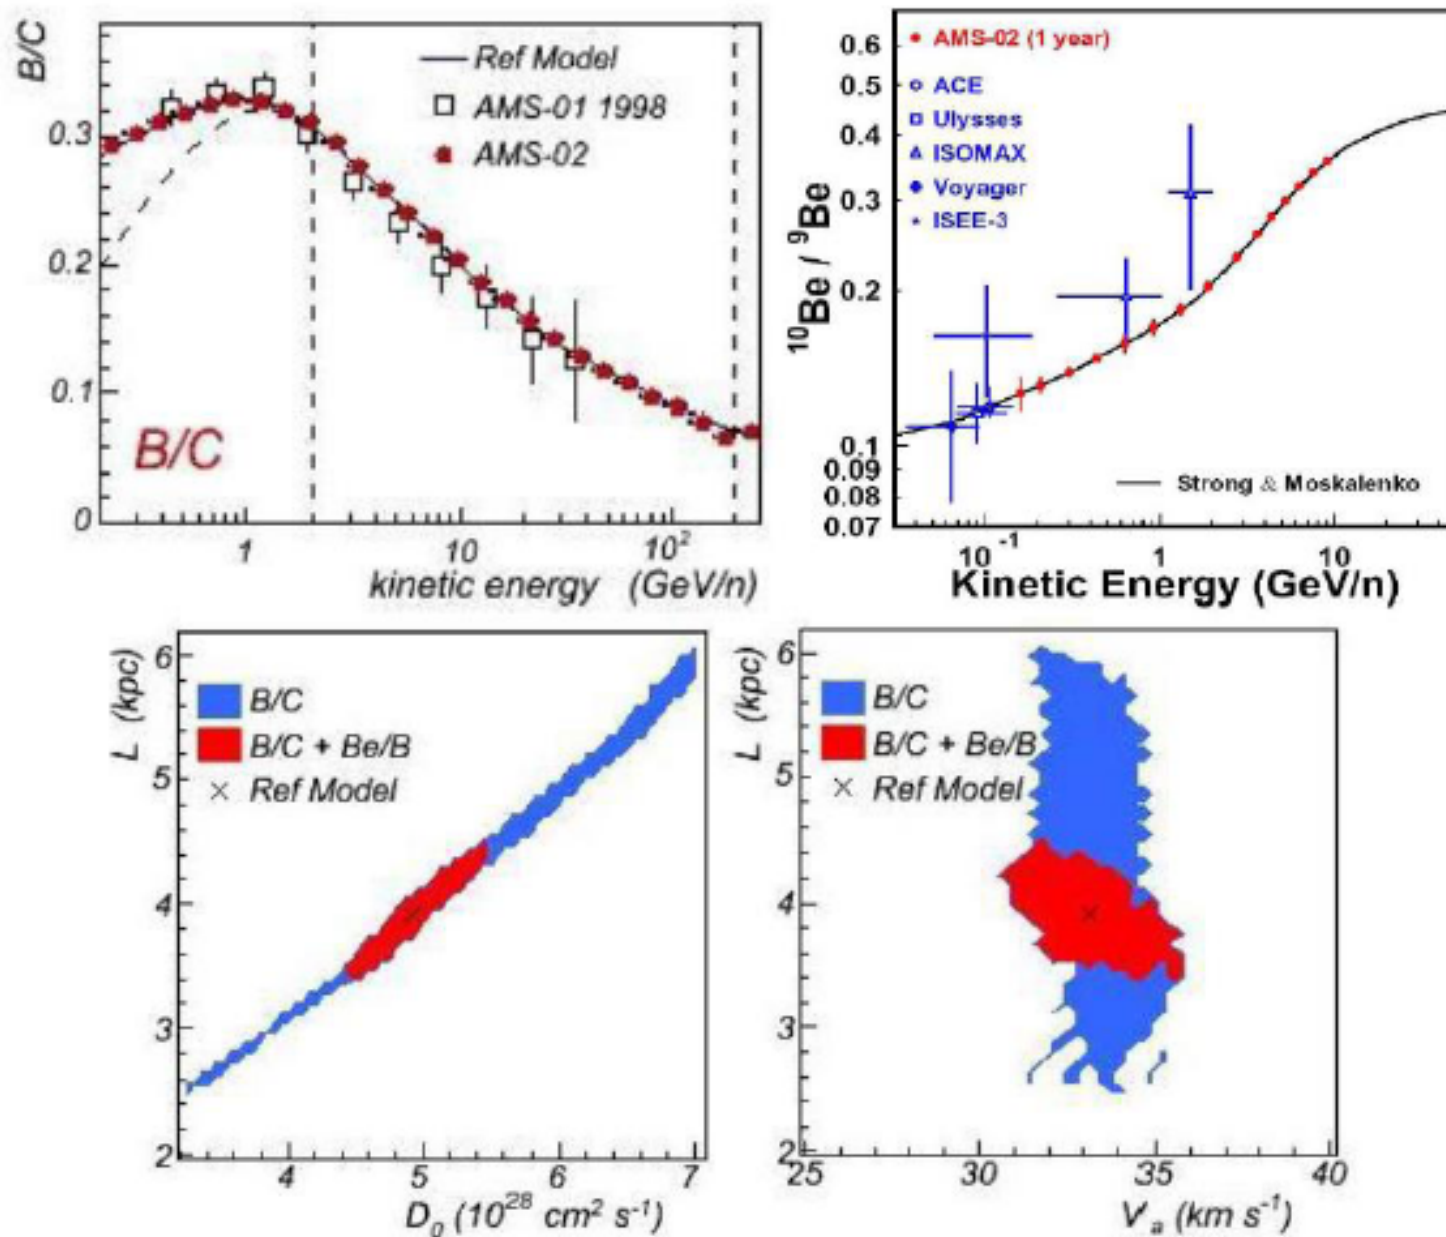 B/C
Ref Model
AMS-01 1998
AMS-02
0.3
0.2
0.1
0
B/C
1
10
10²
kinetic energy (GeV/n)
¹⁰Be / ⁹Be
0.6
0.5
0.4
0.3
0.2
0.1
0.09
0.08
0.07
AMS-02 (1 year)
ACE
Ulysses
ISOMAX
Voyager
ISEE-3
Strong & Moskalenko
10⁻¹
1
10
Kinetic Energy (GeV/n)
L (kpc)
6
5
4
3
2
B/C
B/C + Be/B
Ref Model
4
5
6
7
D₀ (10²⁸ cm² s⁻¹)
L (kpc)
6
5
4
3
2
B/C
B/C + Be/B
Ref Model
25
30
35
40
Vₐ (km s⁻¹)